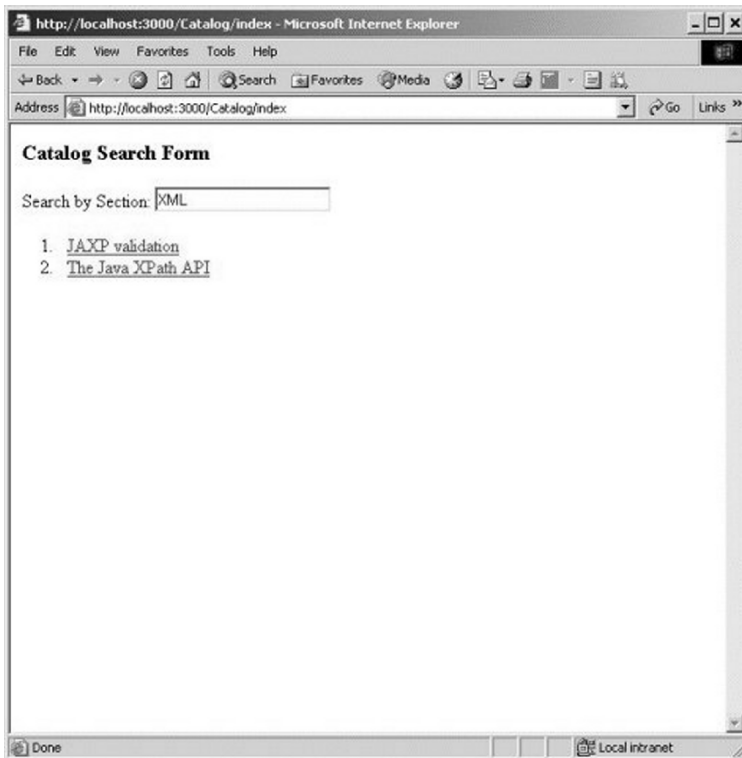 http://localhost:3000/Catalog/index - Microsoft Internet Explorer
File Edit View Favorites Tools Help
Back Search Favorites Media
Address http://localhost:3000/Catalog/index Go Links »
Catalog Search Form
Search by Section: XML
1. JAXP validation
2. The Java XPath API
Done Local intranet